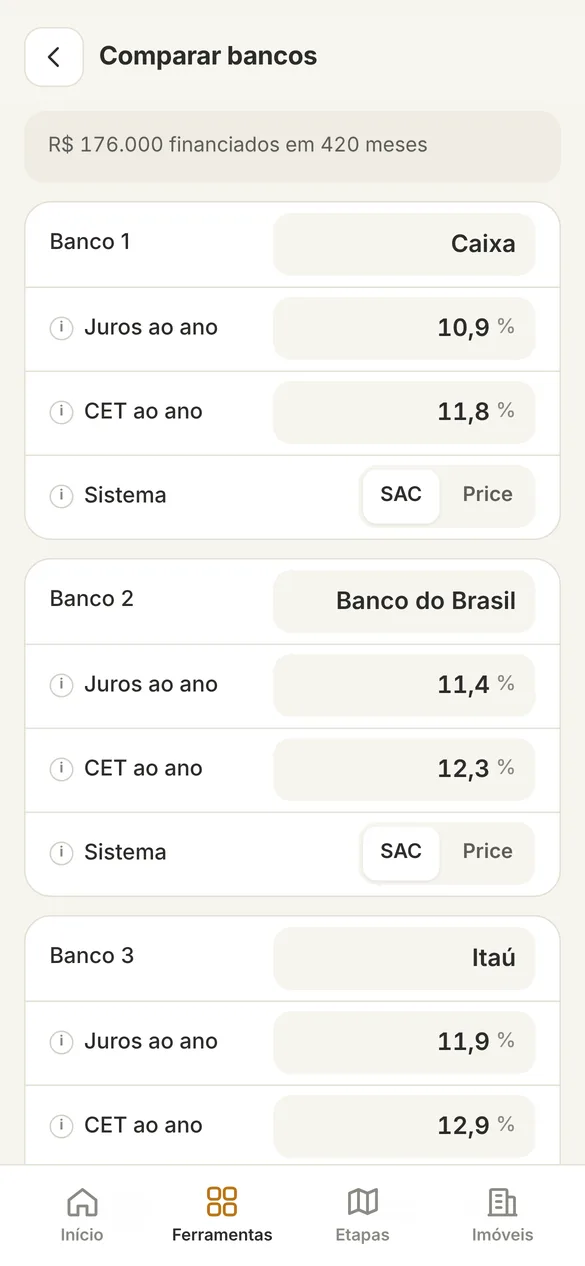 Comparar bancos
R$ 176.000 financiados em 420 meses
Banco 1 Caixa
i Juros ao ano 10,9 %
i CET ao ano 11,8 %
i Sistema SAC Price
Banco 2 Banco do Brasil
i Juros ao ano 11,4 %
i CET ao ano 12,3 %
i Sistema SAC Price
Banco 3 Itaú
i Juros ao ano 11,9 %
i CET ao ano 12,9 %
Início Ferramentas Etapas Imóveis